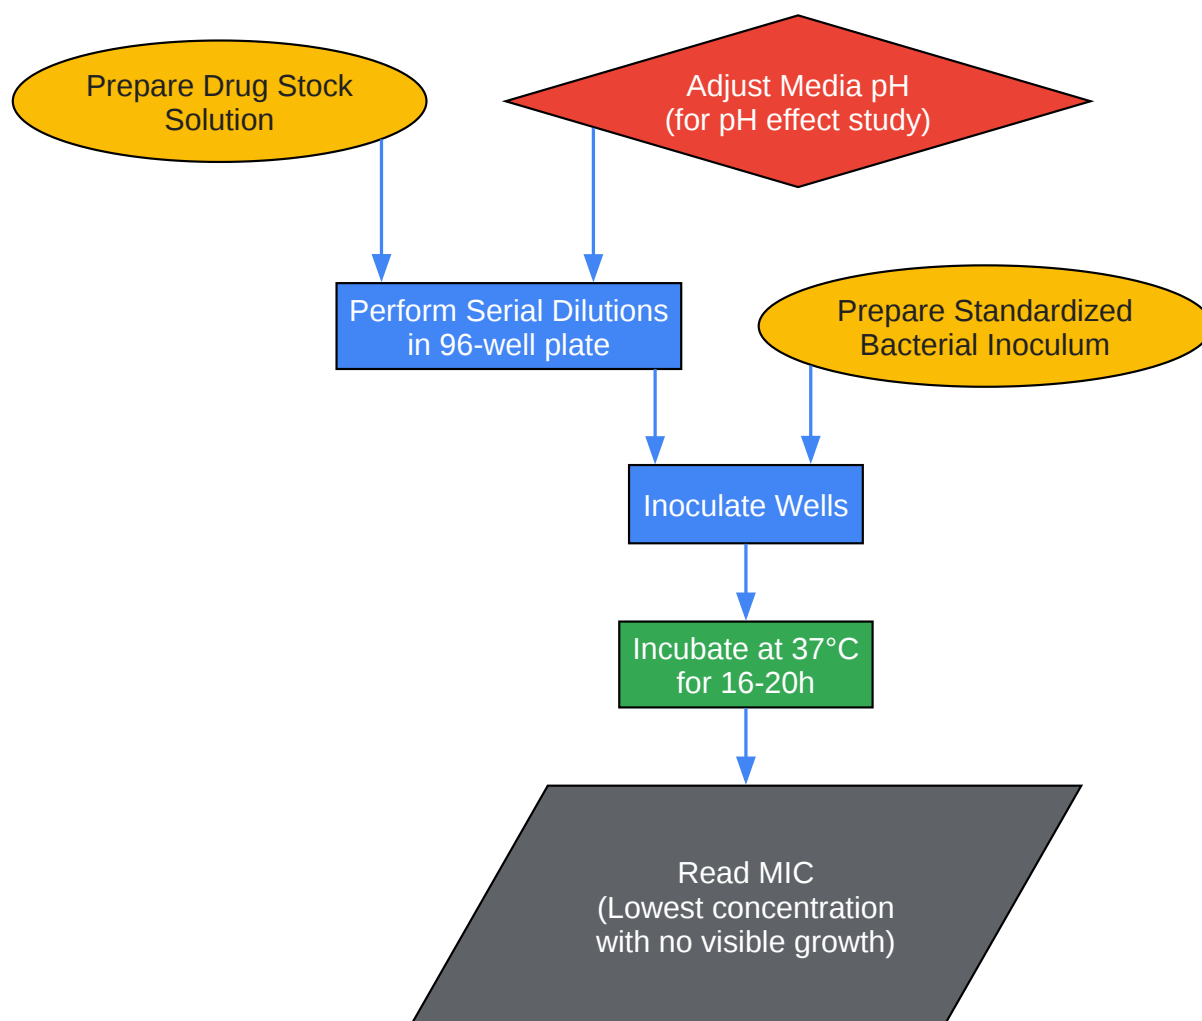 Prepare Drug Stock
Solution
Adjust Media pH
(for pH effect study)
Perform Serial Dilutions
in 96-well plate
Prepare Standardized
Bacterial Inoculum
Inoculate Wells
Incubate at 37°C
for 16-20h
Read MIC
(Lowest concentration
with no visible growth)